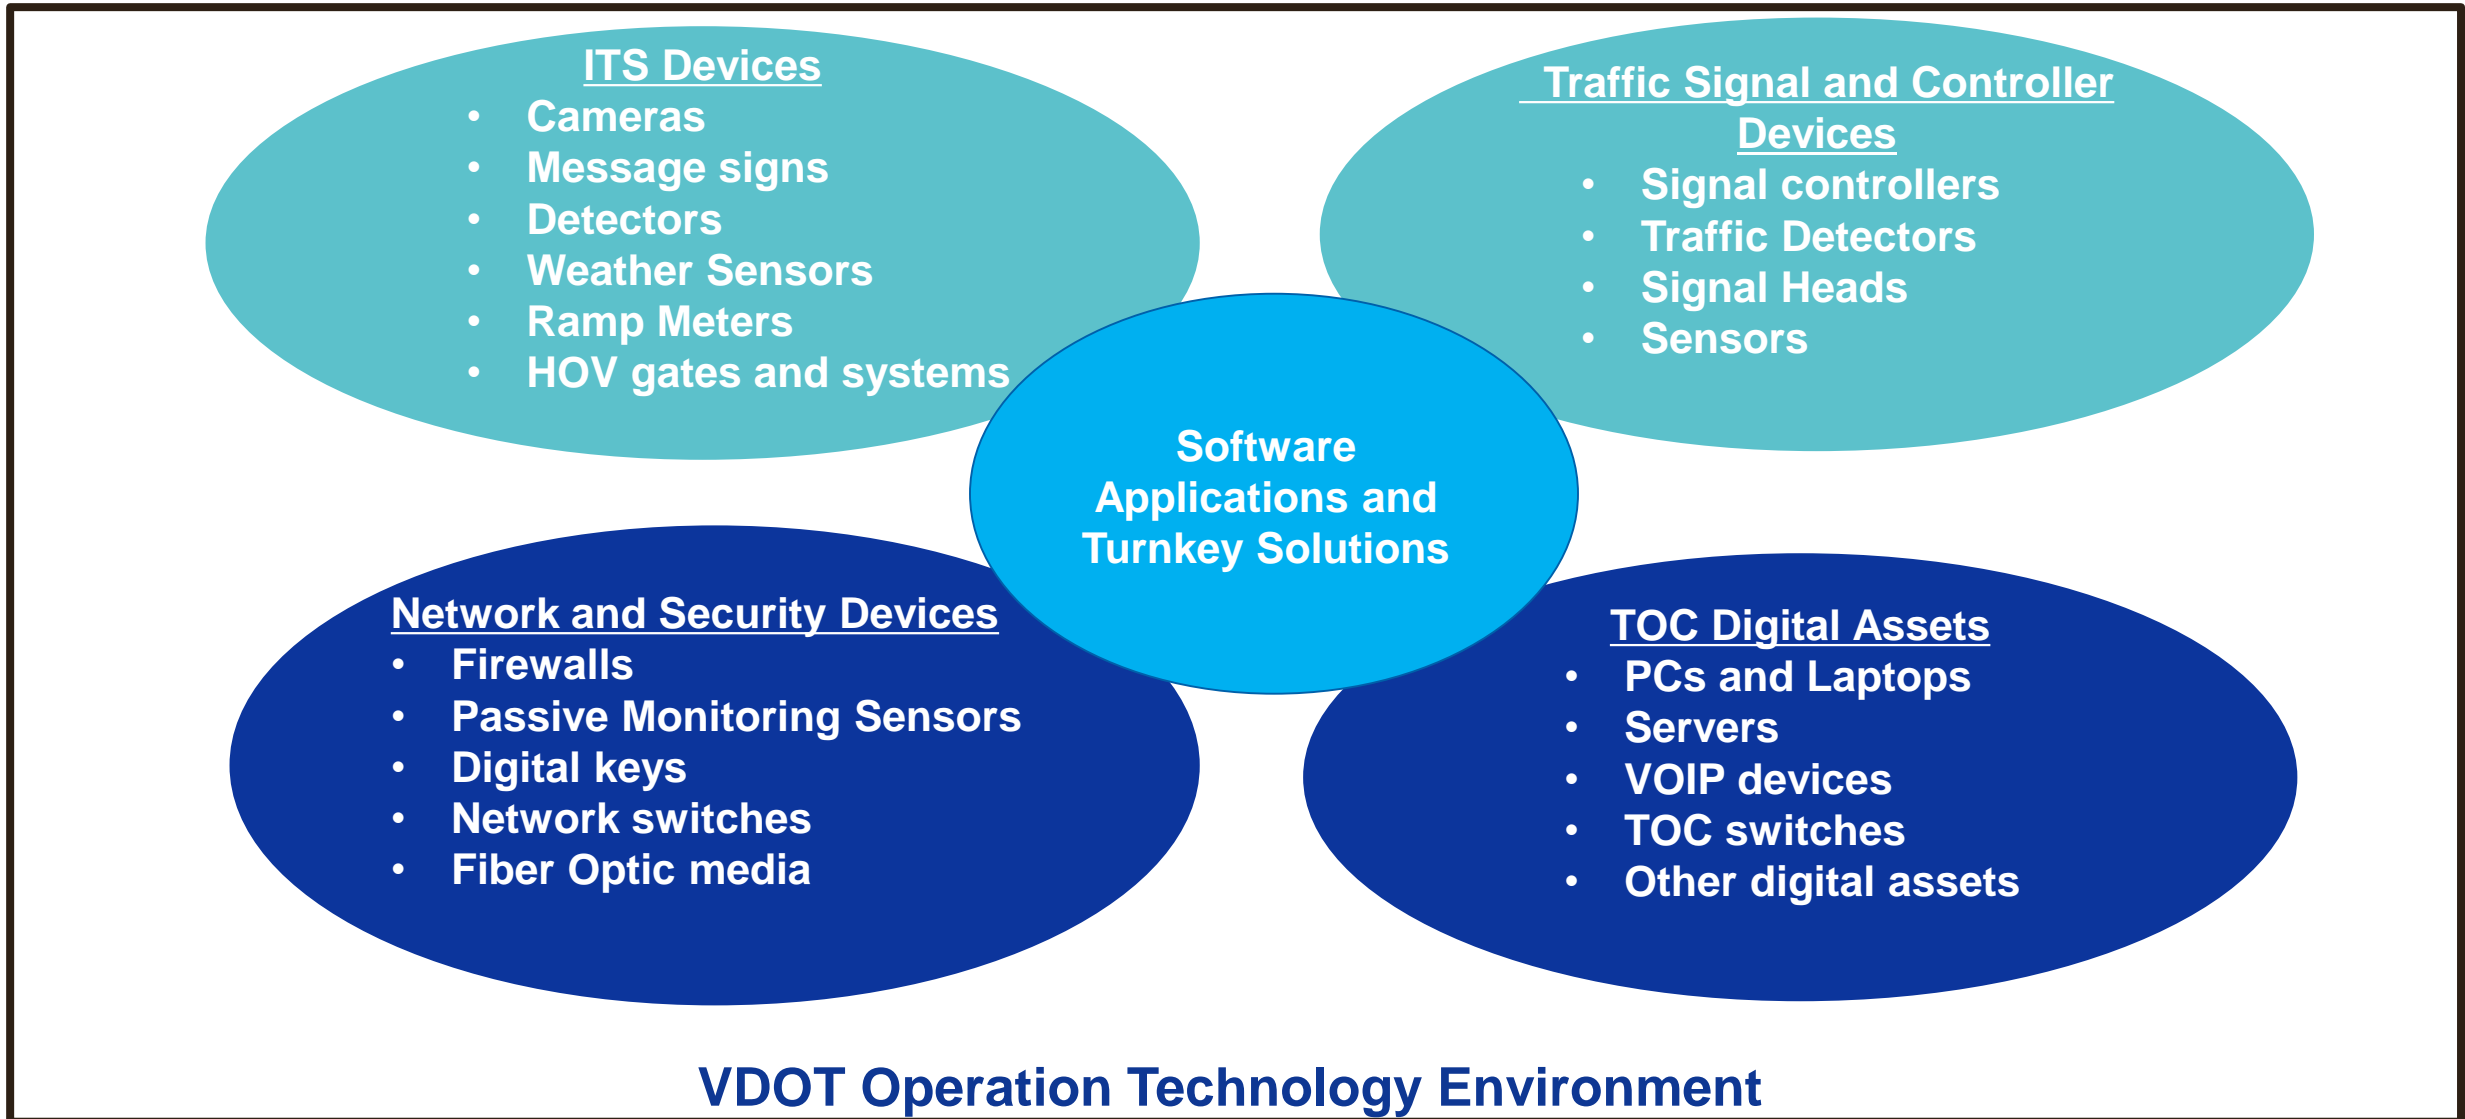 ITS Devices
• Cameras
• Message signs
• Detectors
• Weather Sensors
• Ramp Meters
• HOV gates and systems
Traffic Signal and Controller
Devices
• Signal controllers
• Traffic Detectors
• Signal Heads
• Sensors
Software
Applications and
Turnkey Solutions
Network and Security Devices
• Firewalls
• Passive Monitoring Sensors
• Digital keys
• Network switches
• Fiber Optic media
TOC Digital Assets
• PCs and Laptops
• Servers
• VOIP devices
• TOC switches
• Other digital assets
VDOT Operation Technology Environment